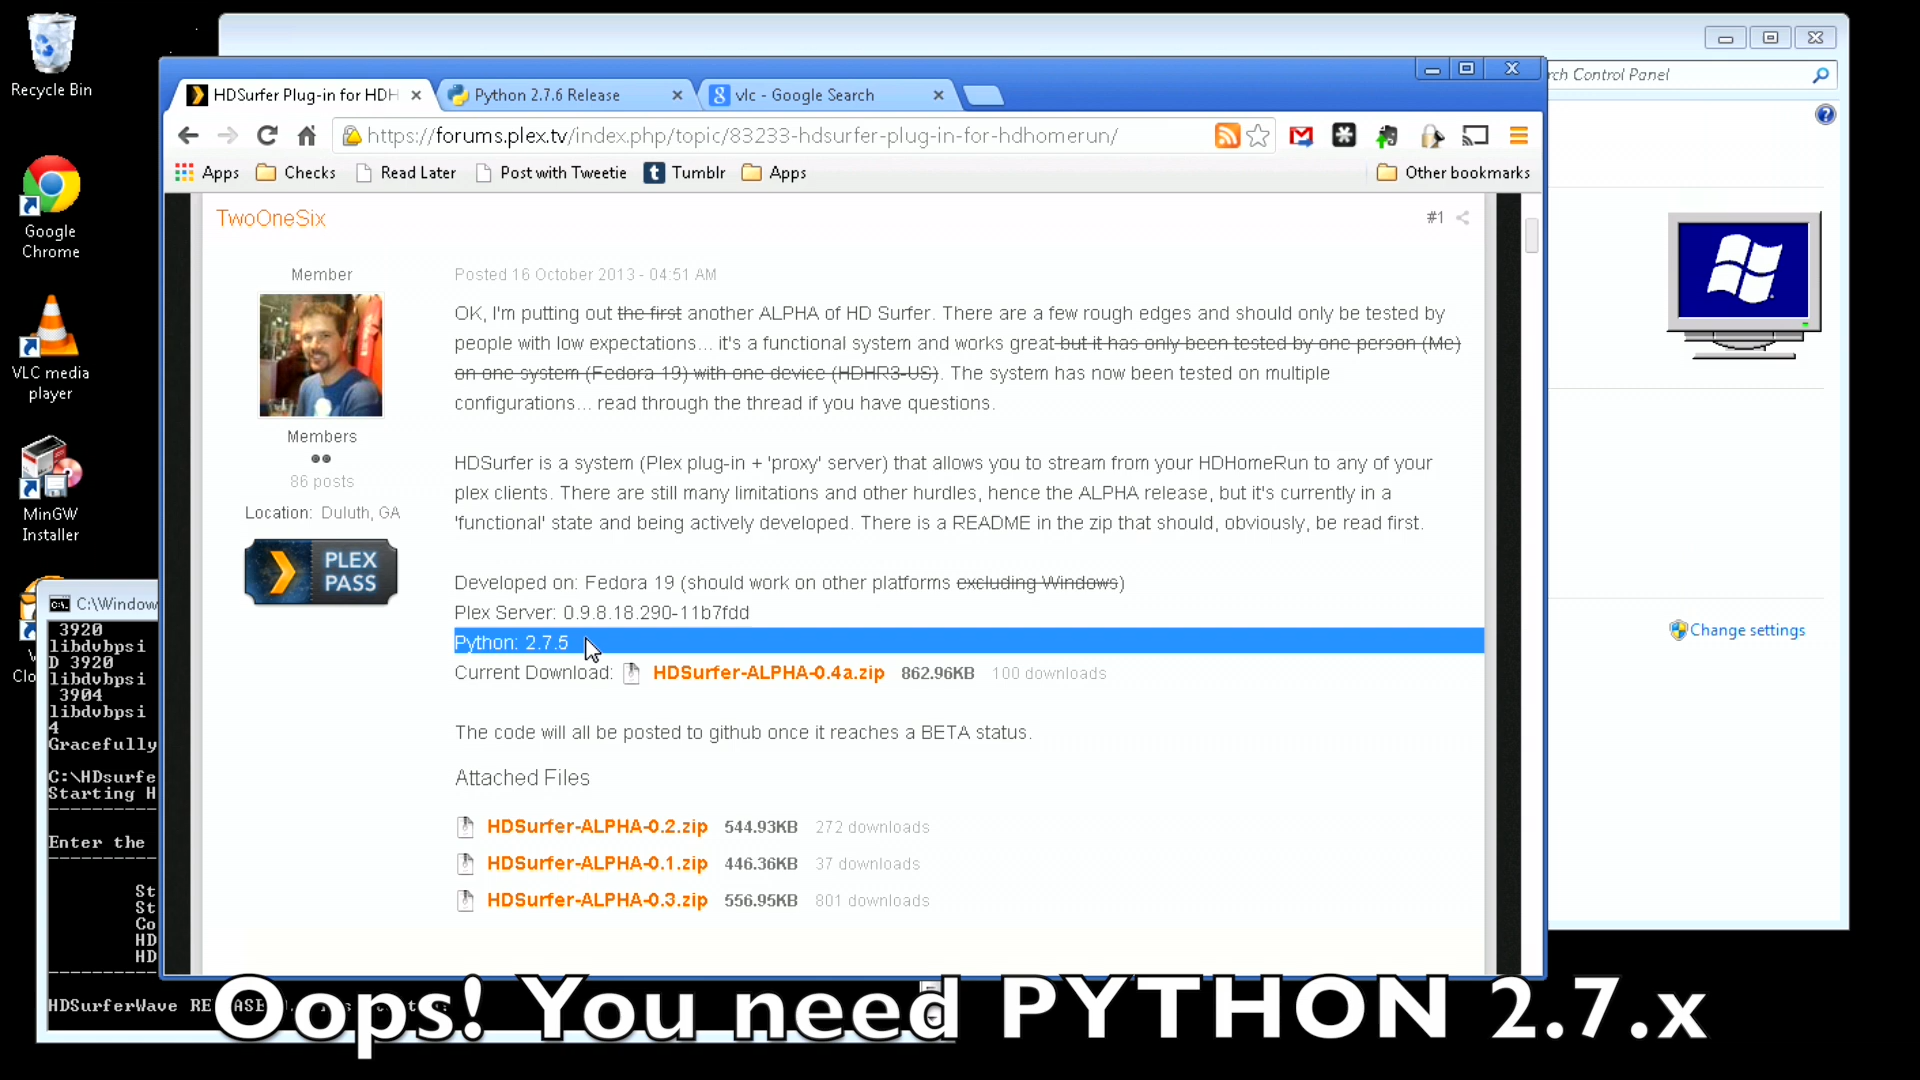 Recycle Bin
Google
Chrome
VLC media
player
MinGW
Installer
rch Control Panel
HDSurfer Plug-in for HDH
Python 2.7.6 Release
vlc - Google Search
https://forums.plex.tv/index.php/topic/83233-hdsurfer-plug-in-for-hdhomerun/
Apps
Checks
Read Later
Post with Tweetie
Tumblr
Apps
Other bookmarks
TwoOneSix
#1
Member
Members
86 posts
Location: Duluth, GA
PLEX
PASS
Posted 16 October 2013 - 04:51 AM
OK, I'm putting out the first another ALPHA of HD Surfer. There are a few rough edges and should only be tested by
people with low expectations... it's a functional system and works great but it has only been tested by one person (Me)
on one system (Fedora 19) with one device (HDHR3-US). The system has now been tested on multiple
configurations... read through the thread if you have questions.
HDSurfer is a system (Plex plug-in + 'proxy' server) that allows you to stream from your HDHomeRun to any of your
plex clients. There are still many limitations and other hurdles, hence the ALPHA release, but it's currently in a
'functional' state and being actively developed. There is a README in the zip that should, obviously, be read first.
Developed on: Fedora 19 (should work on other platforms excluding Windows)
Plex Server: 0.9.8.18.290-11b7fdd
Python: 2.7.5
Current Download: HDSurfer-ALPHA-0.4a.zip 862.96KB 100 downloads
The code will all be posted to github once it reaches a BETA status.
Attached Files
HDSurfer-ALPHA-0.2.zip 544.93KB 272 downloads
HDSurfer-ALPHA-0.1.zip 446.36KB 37 downloads
HDSurfer-ALPHA-0.3.zip 556.95KB 801 downloads
Change settings
C:\Window
3920
libdvbpsi
D 3920
libdvbpsi
3904
libdvbpsi
4
Gracefully
C:\HDsurfe
Starting H
Enter the
St
St
Co
HD
HD
HDSurferWave RELEASE
Oops! You need PYTHON 2.7.x